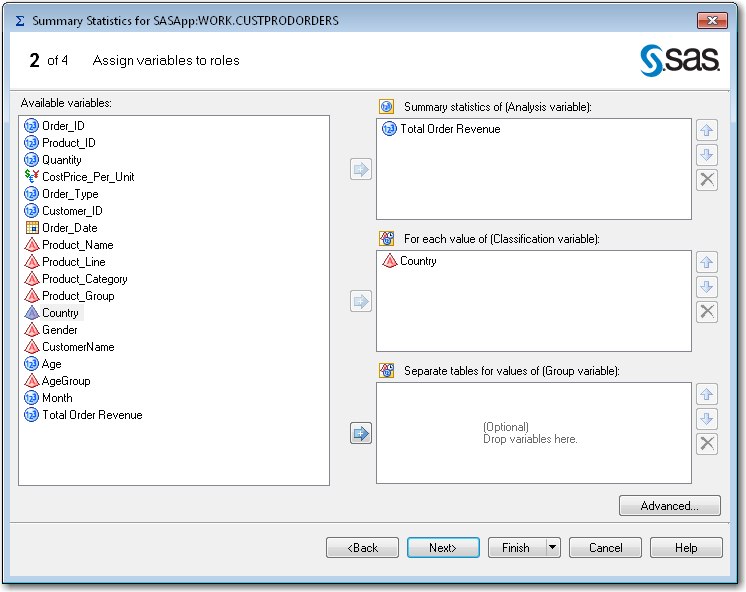 Σ Summary Statistics for SASApp:WORK.CUSTPRODORDERS
2 of 4 Assign variables to roles
sas
Available variables:
Order_ID
Product_ID
Quantity
CostPrice_Per_Unit
Order_Type
Customer_ID
Order_Date
Product_Name
Product_Line
Product_Category
Product_Group
Country
Gender
CustomerName
Age
AgeGroup
Month
Total Order Revenue
Summary statistics of (Analysis variable):
Total Order Revenue
For each value of (Classification variable):
Country
Separate tables for values of (Group variable):
(Optional)
Drop variables here.
Advanced...
<Back
Next>
Finish
Cancel
Help